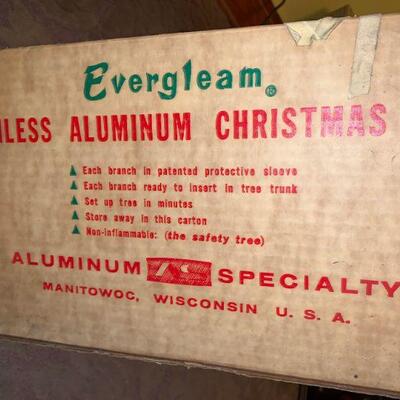 Evergleam®
NLESS ALUMINUM CHRISTMAS
▲ Each branch in patented protective sleeve
▲ Each branch ready to insert in tree trunk
▲ Set up tree in minutes
▲ Store away in this carton
▲ Non-inflammable: (the safety tree)
ALUMINUM SPECIALTY
MANITOWOC, WISCONSIN U. S. A.